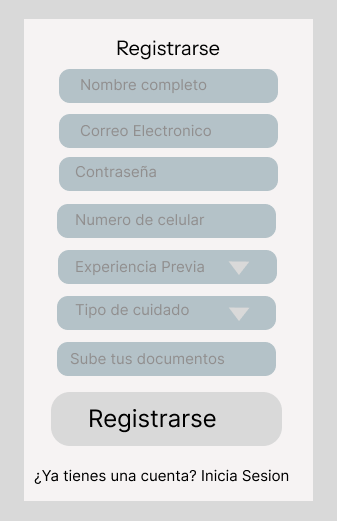 Registrarse
Nombre completo
Correo Electronico
Contraseña
Numero de celular
Experiencia Previa
Tipo de cuidado
Sube tus documentos
Registrarse
¿Ya tienes una cuenta? Inicia Sesion